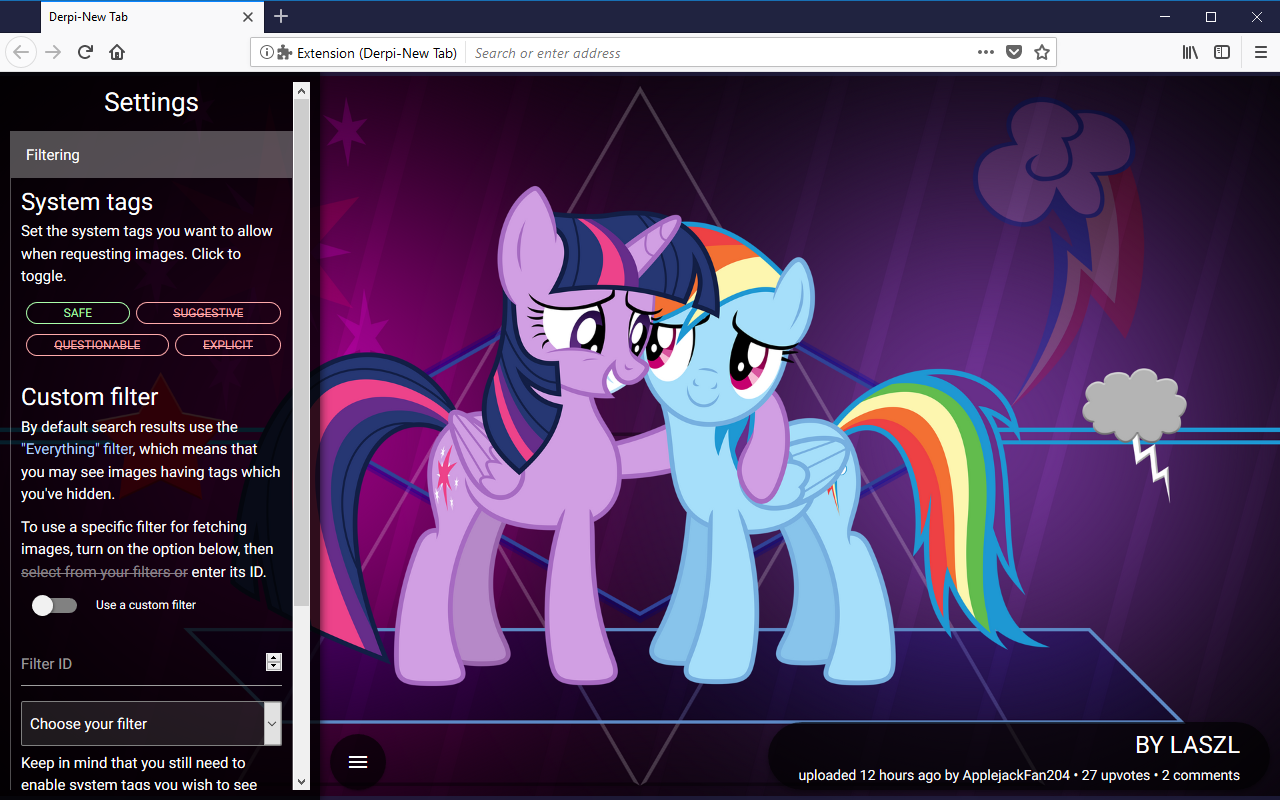 Derpi-New Tab
Extension (Derpi-New Tab)
Search or enter address
Settings
Filtering
System tags
Set the system tags you want to allow
when requesting images. Click to
toggle.
SAFE
SUGGESTIVE
QUESTIONABLE
EXPLICIT
Custom filter
By default search results use the
"Everything" filter, which means that
you may see images having tags which
you've hidden.
To use a specific filter for fetching
images, turn on the option below, then
select from your filters or enter its ID.
Use a custom filter
Filter ID
Choose your filter
Keep in mind that you still need to
enable system tags you wish to see
BY LASZL
uploaded 12 hours ago by ApplejackFan204 • 27 upvotes • 2 comments